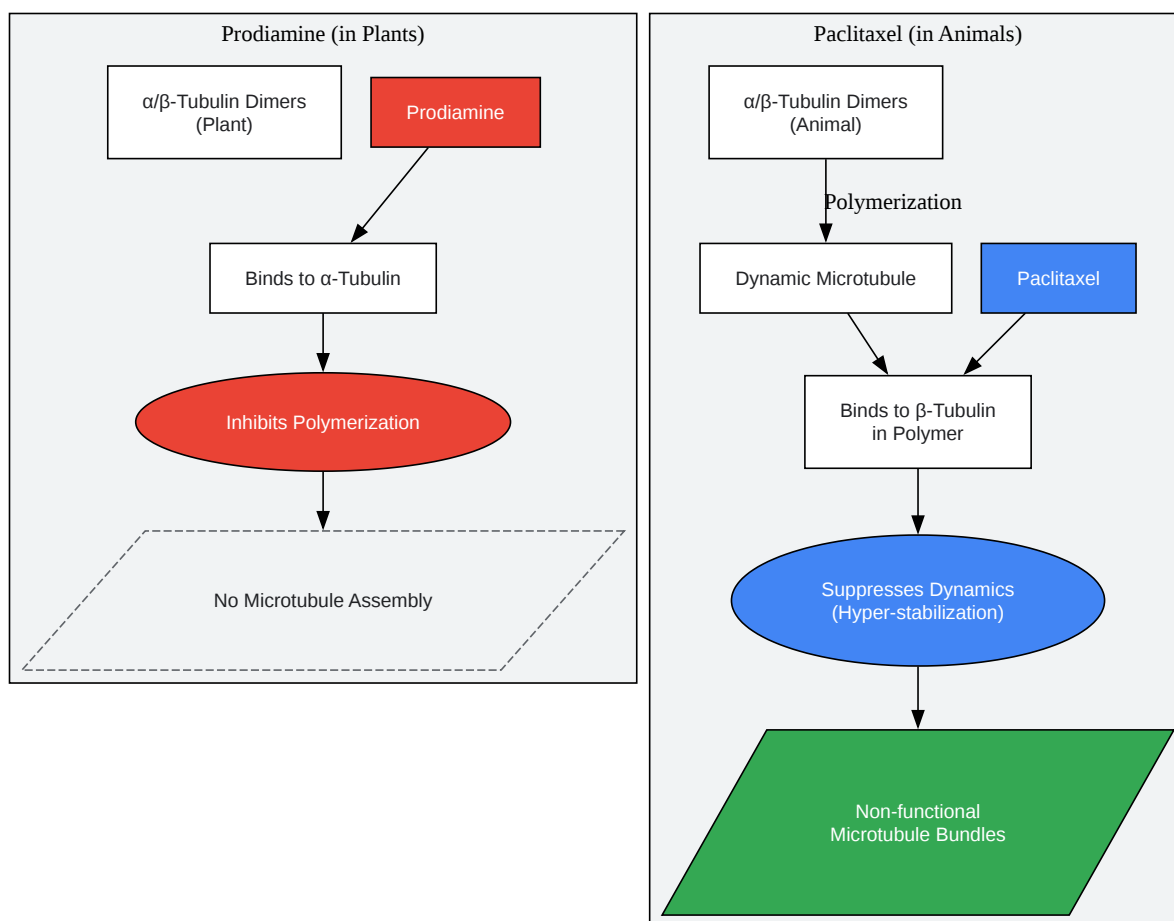 Prodiamine (in Plants)
α/β-Tubulin Dimers
(Plant)
Prodiamine
Binds to α-Tubulin
Inhibits Polymerization
No Microtubule Assembly
Paclitaxel (in Animals)
α/β-Tubulin Dimers
(Animal)
Polymerization
Dynamic Microtubule
Paclitaxel
Binds to β-Tubulin
in Polymer
Suppresses Dynamics
(Hyper-stabilization)
Non-functional
Microtubule Bundles